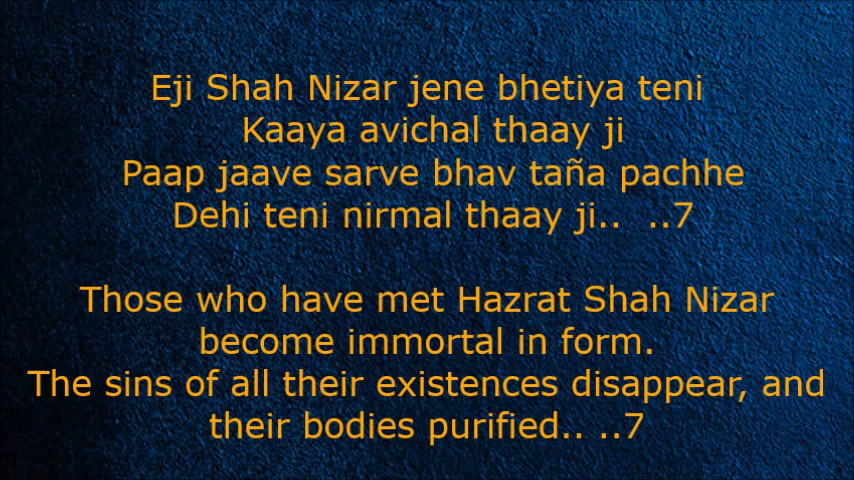 Eji Shah Nizar jene bhetiya teni
Kaaya avichal thaay ji
Paap jaave sarve bhav taña pachhe
Dehi teni nirmal thaay ji..  ..7
Those who have met Hazrat Shah Nizar
become immortal in form.
The sins of all their existences disappear, and
their bodies purified.. ..7